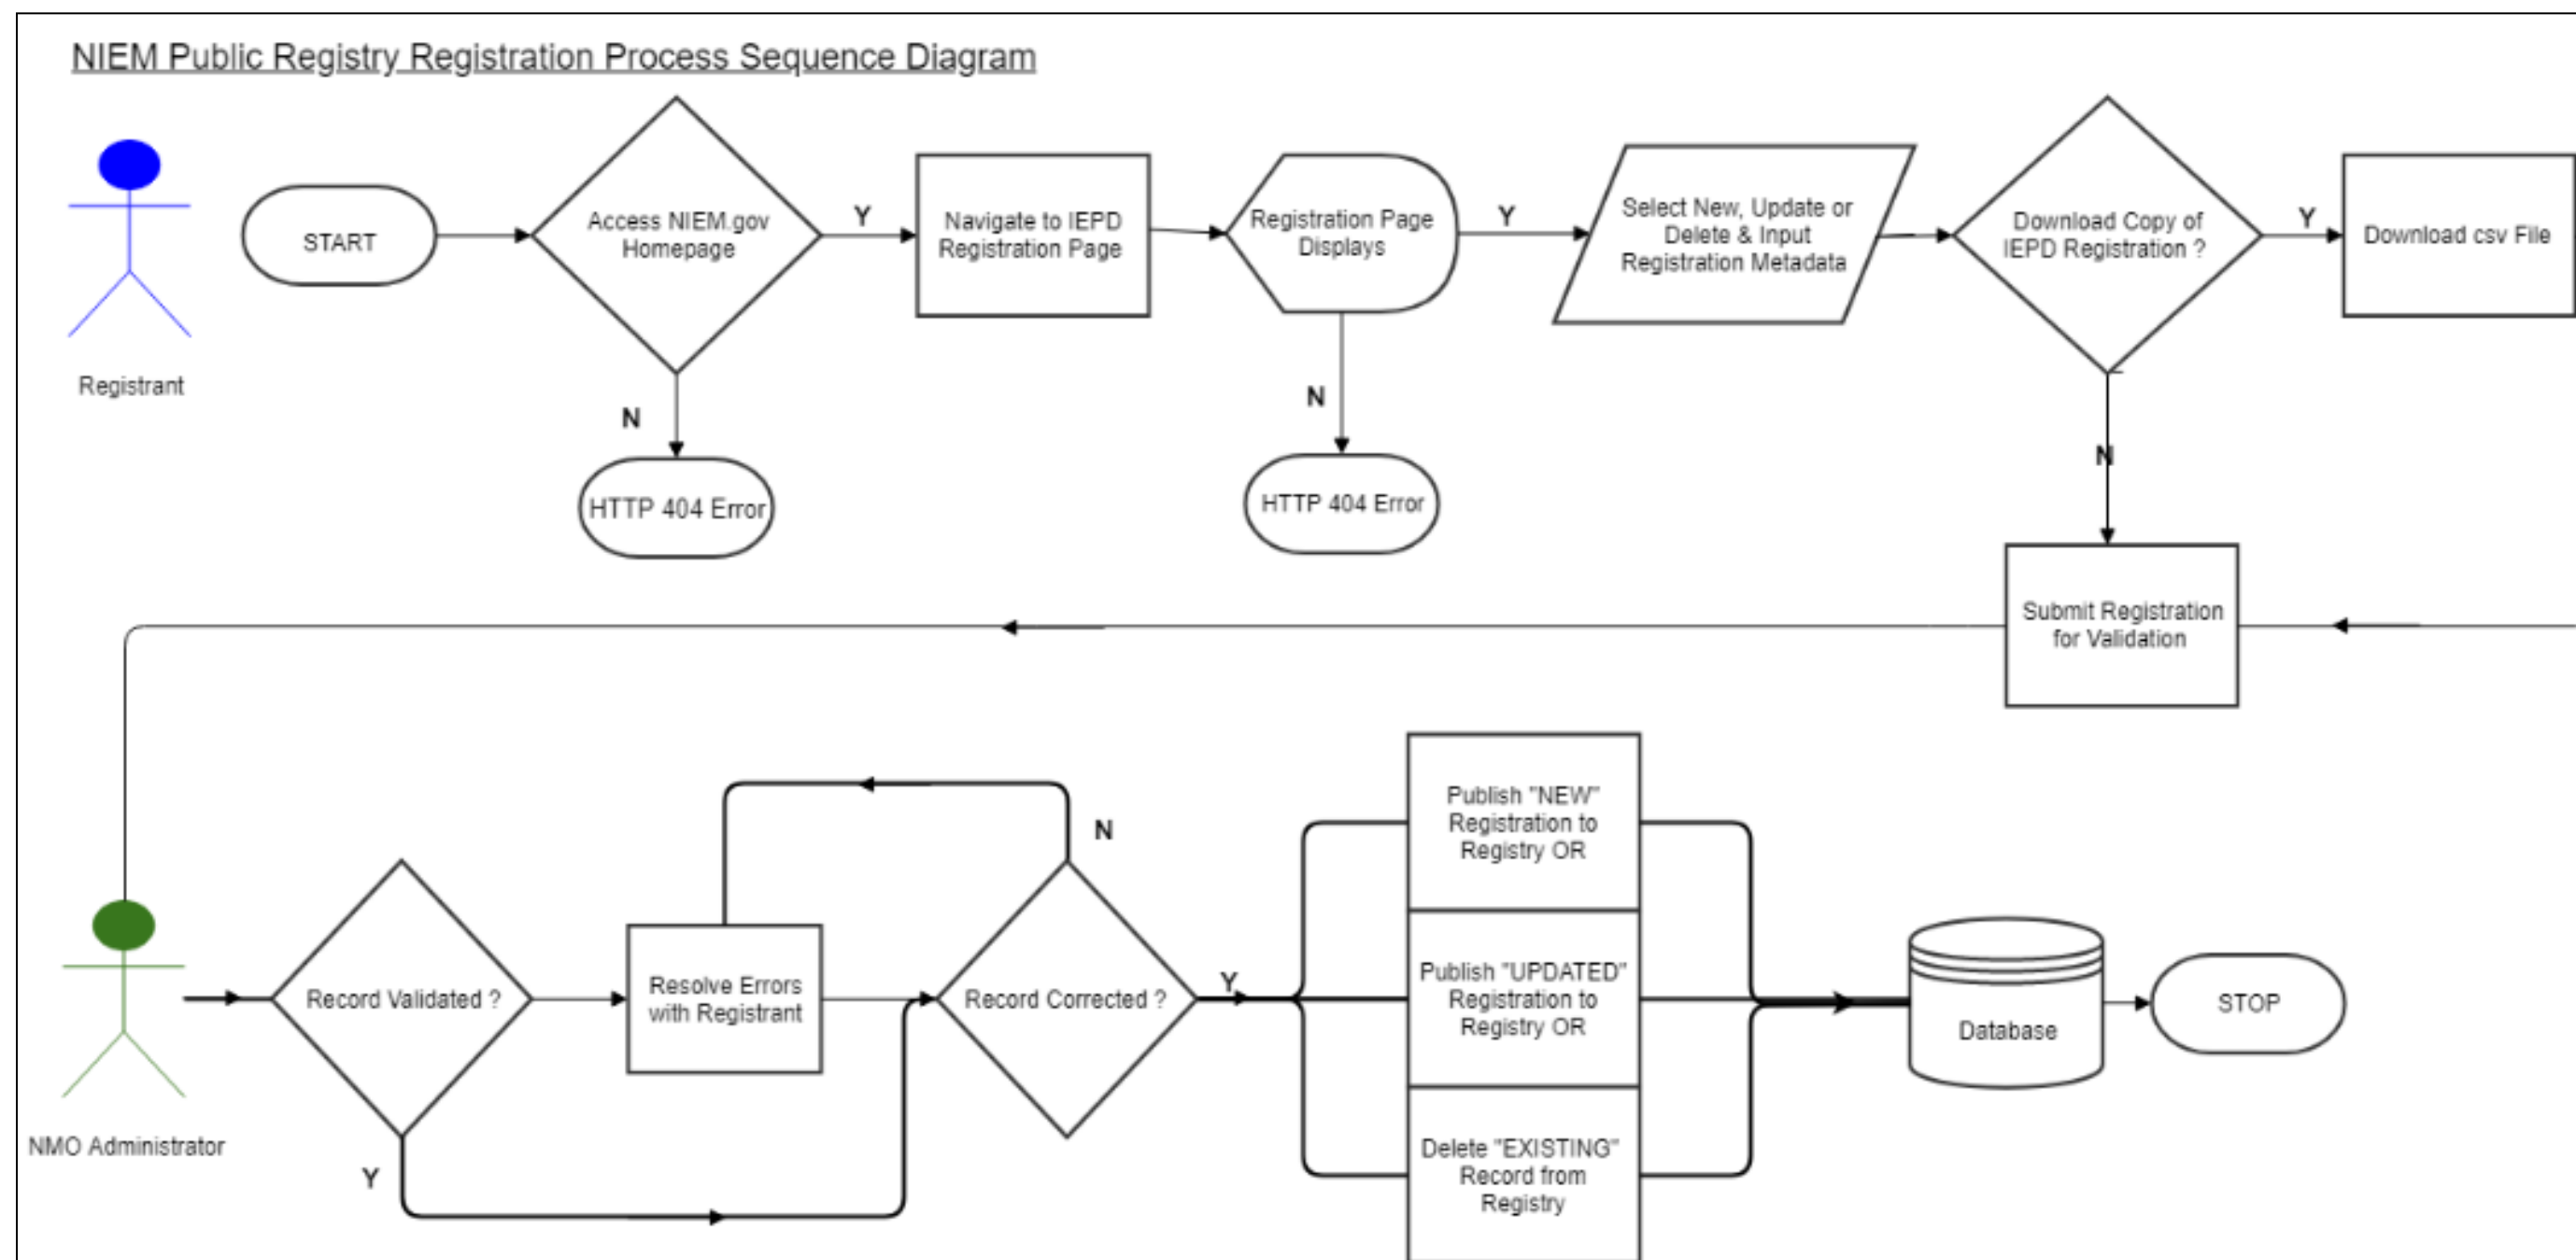 NIEM Public Registry Registration Process Sequence Diagram
Registrant
START
Access NIEM.gov
Homepage
Y
Navigate to IEPD
Registration Page
Registration Page
Displays
Y
Select New, Update or
Delete & Input
Registration Metadata
Download Copy of
IEPD Registration ?
Y
Download csv File
N
HTTP 404 Error
N
HTTP 404 Error
N
Submit Registration
for Validation
NMO Administrator
Record Validated ?
Y
Resolve Errors
with Registrant
N
Record Corrected ?
Y
Publish "NEW"
Registration to
Registry OR
Publish "UPDATED"
Registration to
Registry OR
Delete "EXISTING"
Record from
Registry
Database
STOP